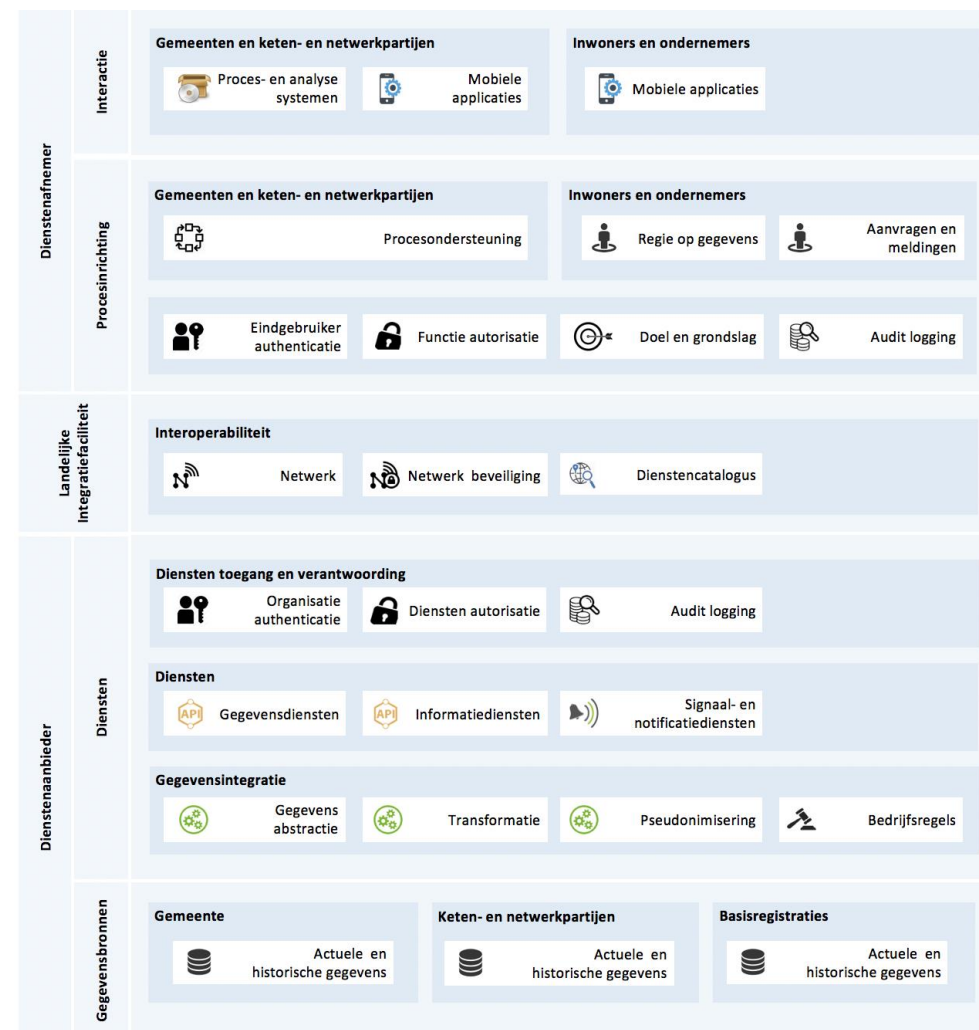 Dienstenafnemer
Interactie
Gemeenten en keten- en netwerkpartijen
Proces- en analyse
systemen
Mobiele
applicaties
Inwoners en ondernemers
Mobiele applicaties
Procesinrichting
Gemeenten en keten- en netwerkpartijen
Procesondersteuning
Inwoners en ondernemers
Regie op gegevens
Aanvragen en
meldingen
Eindgebruiker
authenticatie
Functie autorisatie
Doel en grondslag
Audit logging
Landelijke
Integratiefaciliteit
Interoperabiliteit
Netwerk
Netwerk beveiliging
Dienstencatalogus
Dienstenaanbieder
Diensten
Diensten toegang en verantwoording
Organisatie
authenticatie
Diensten autorisatie
Audit logging
Diensten
API
Gegevensdiensten
API
Informatiediensten
Signaal- en
notificatiediensten
Gegevensintegratie
Gegevens
abstractie
Transformatie
Pseudonimisering
Bedrijfsregels
Gegevensbronnen
Gemeente
Actuele en
historische gegevens
Keten- en netwerkpartijen
Actuele en
historische gegevens
Basisregistraties
Actuele en
historische gegevens